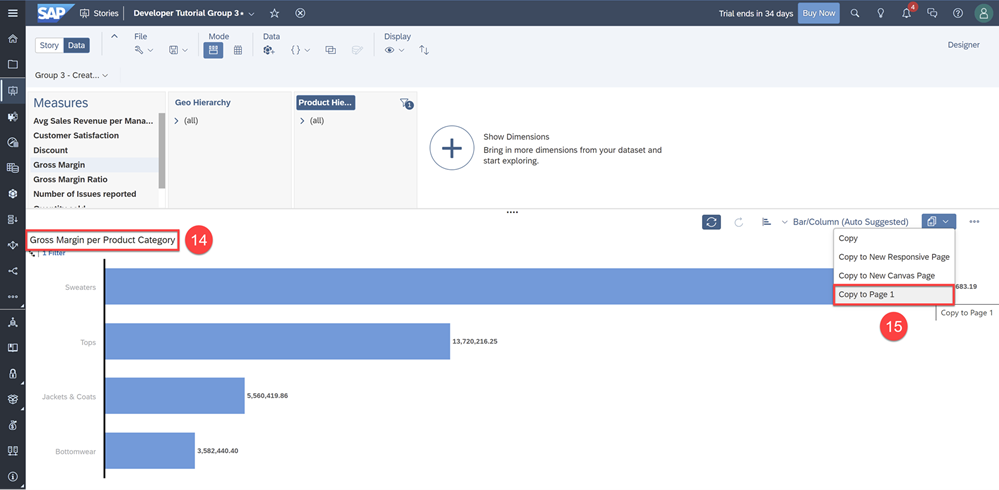 SAP Stories Developer Tutorial Group 3* Trial ends in 34 days Buy Now 4
Story Data File Mode Data Display Designer
Group 3 - Creat...
Measures
Avg Sales Revenue per Mana...
Customer Satisfaction
Discount
Gross Margin
Gross Margin Ratio
Number of Issues reported
Geo Hierarchy
(all)
Product Hie... 1
(all)
Show Dimensions
Bring in more dimensions from your dataset and
start exploring.
Bar/Column (Auto Suggested)
Gross Margin per Product Category 14
1 Filter
Copy
Copy to New Responsive Page
Copy to New Canvas Page
Copy to Page 1
15
Copy to Page 1
Sweaters 683.19
Tops 13,720,216.25
Jackets & Coats 5,560,419.86
Bottomwear 3,582,440.40